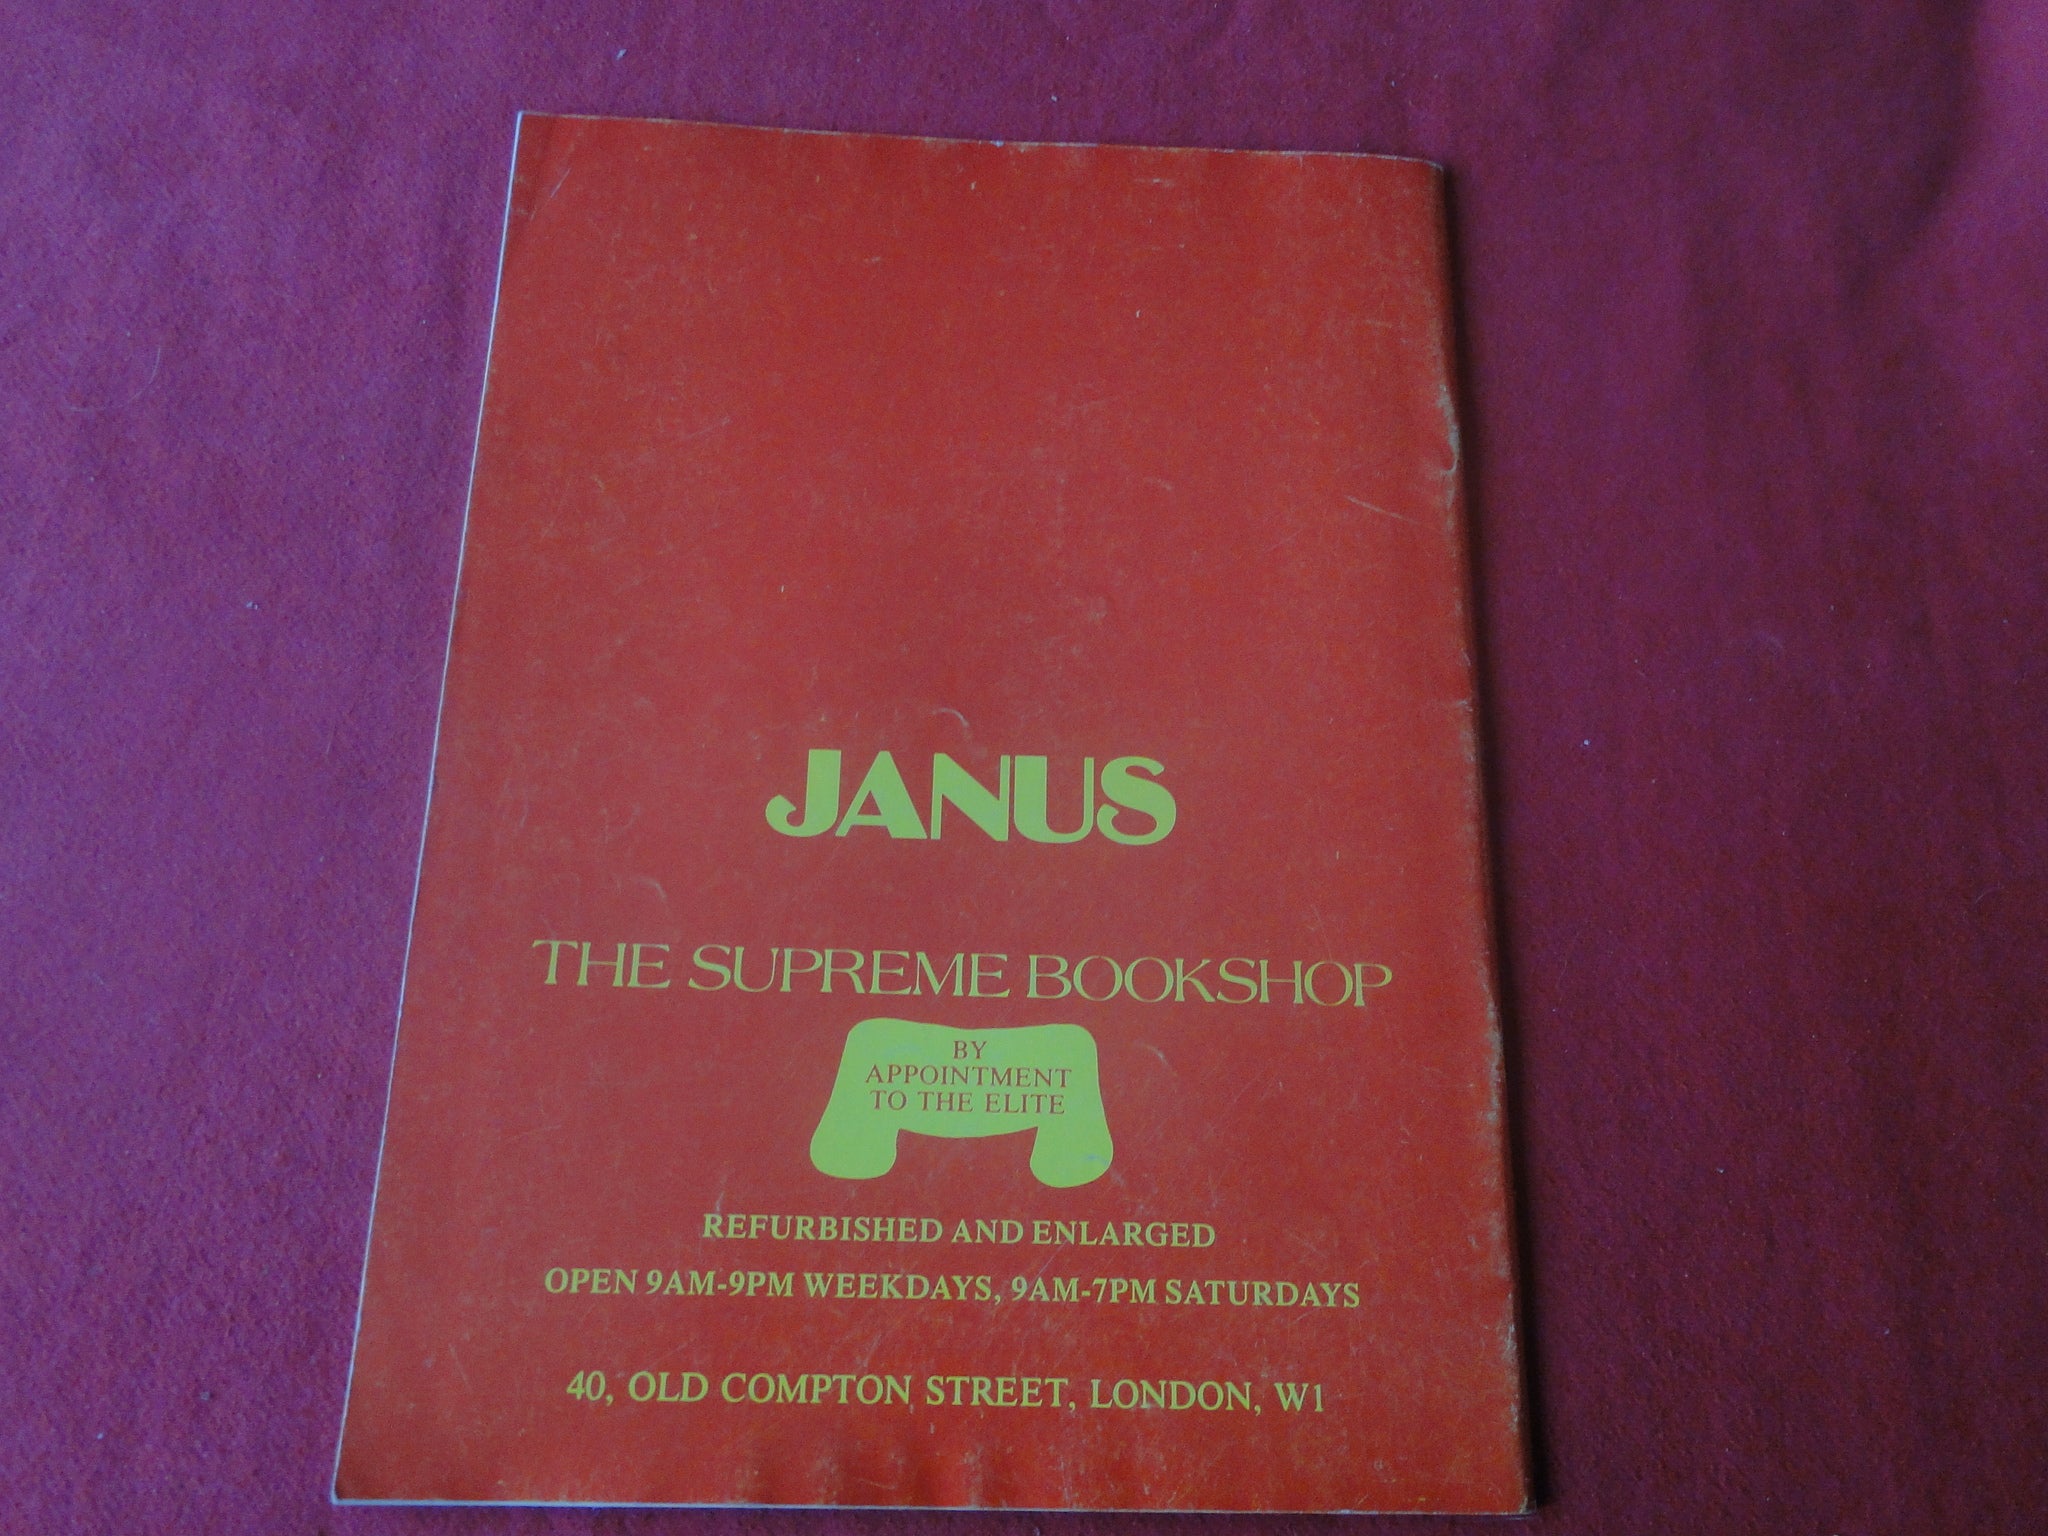 JANUS
THE SUPREME BOOKSHOP
BY
APPOINTMENT
TO THE ELITE
REFURBISHED AND ENLARGED
OPEN 9AM-9PM WEEKDAYS, 9AM-7PM SATURDAYS
40, OLD COMPTON STREET, LONDON, W1